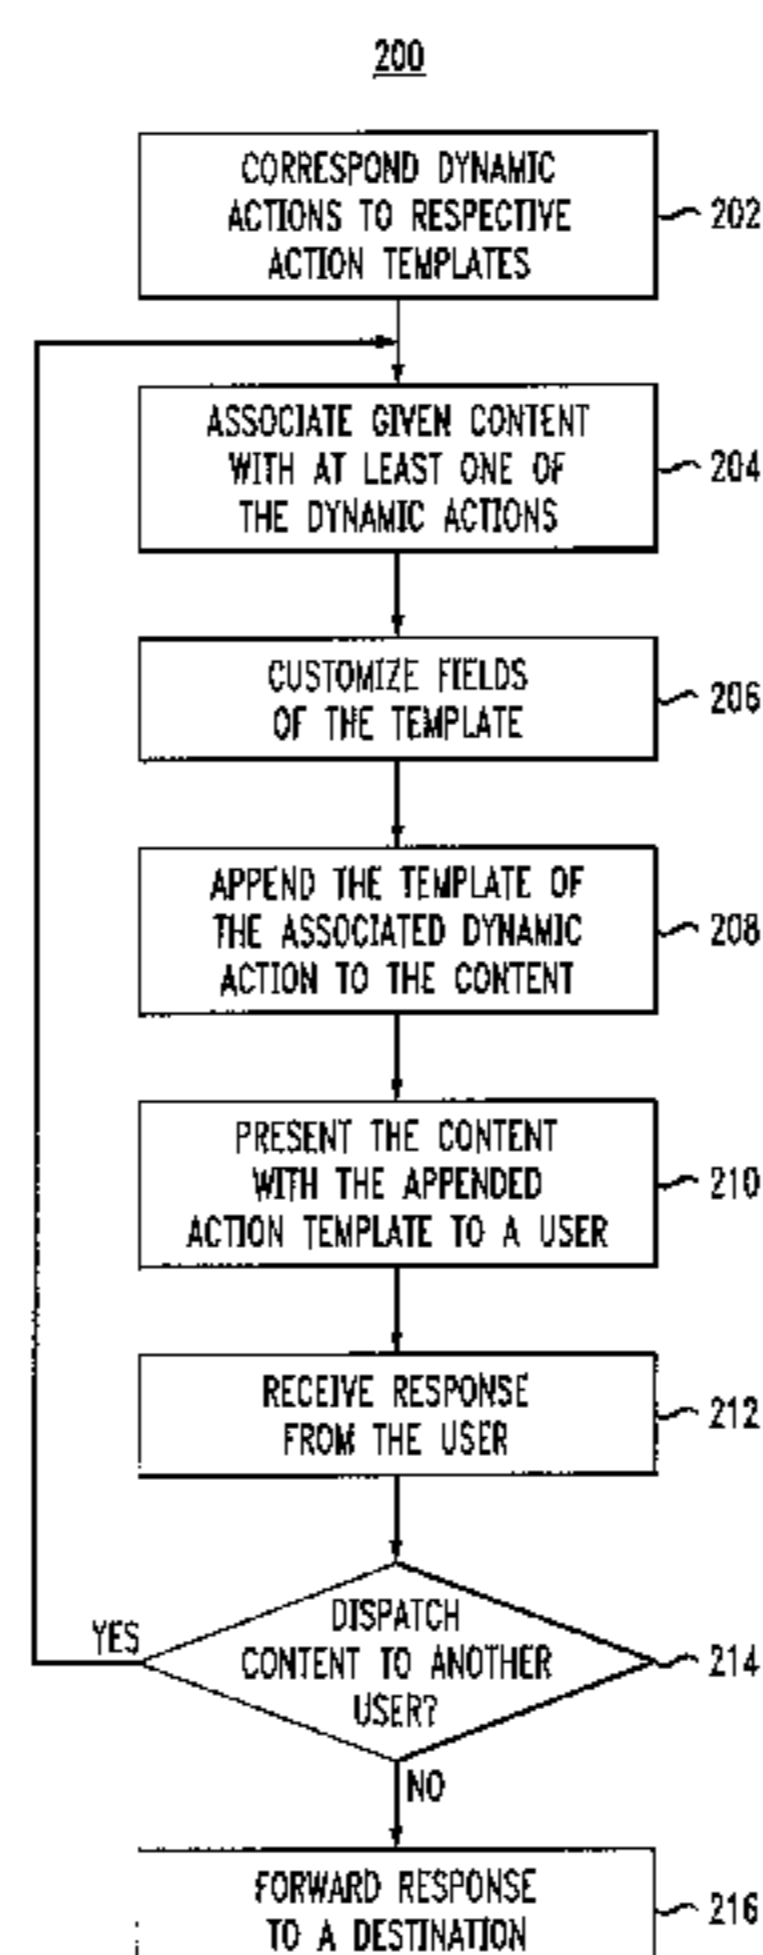 200
CORRESPOND DYNAMIC
ACTIONS TO RESPECTIVE
ACTION TEMPLATES
202
ASSOCIATE GIVEN CONTENT
WITH AT LEAST ONE OF
THE DYNAMIC ACTIONS
204
CUSTOMIZE FIELDS
OF THE TEMPLATE
206
APPEND THE TEMPLATE OF
THE ASSOCIATED DYNAMIC
ACTION TO THE CONTENT
208
PRESENT THE CONTENT
WITH THE APPENDED
ACTION TEMPLATE TO A USER
210
RECEIVE RESPONSE
FROM THE USER
212
DISPATCH
CONTENT TO ANOTHER
USER?
214
YES
NO
FORWARD RESPONSE
TO A DESTINATION
216